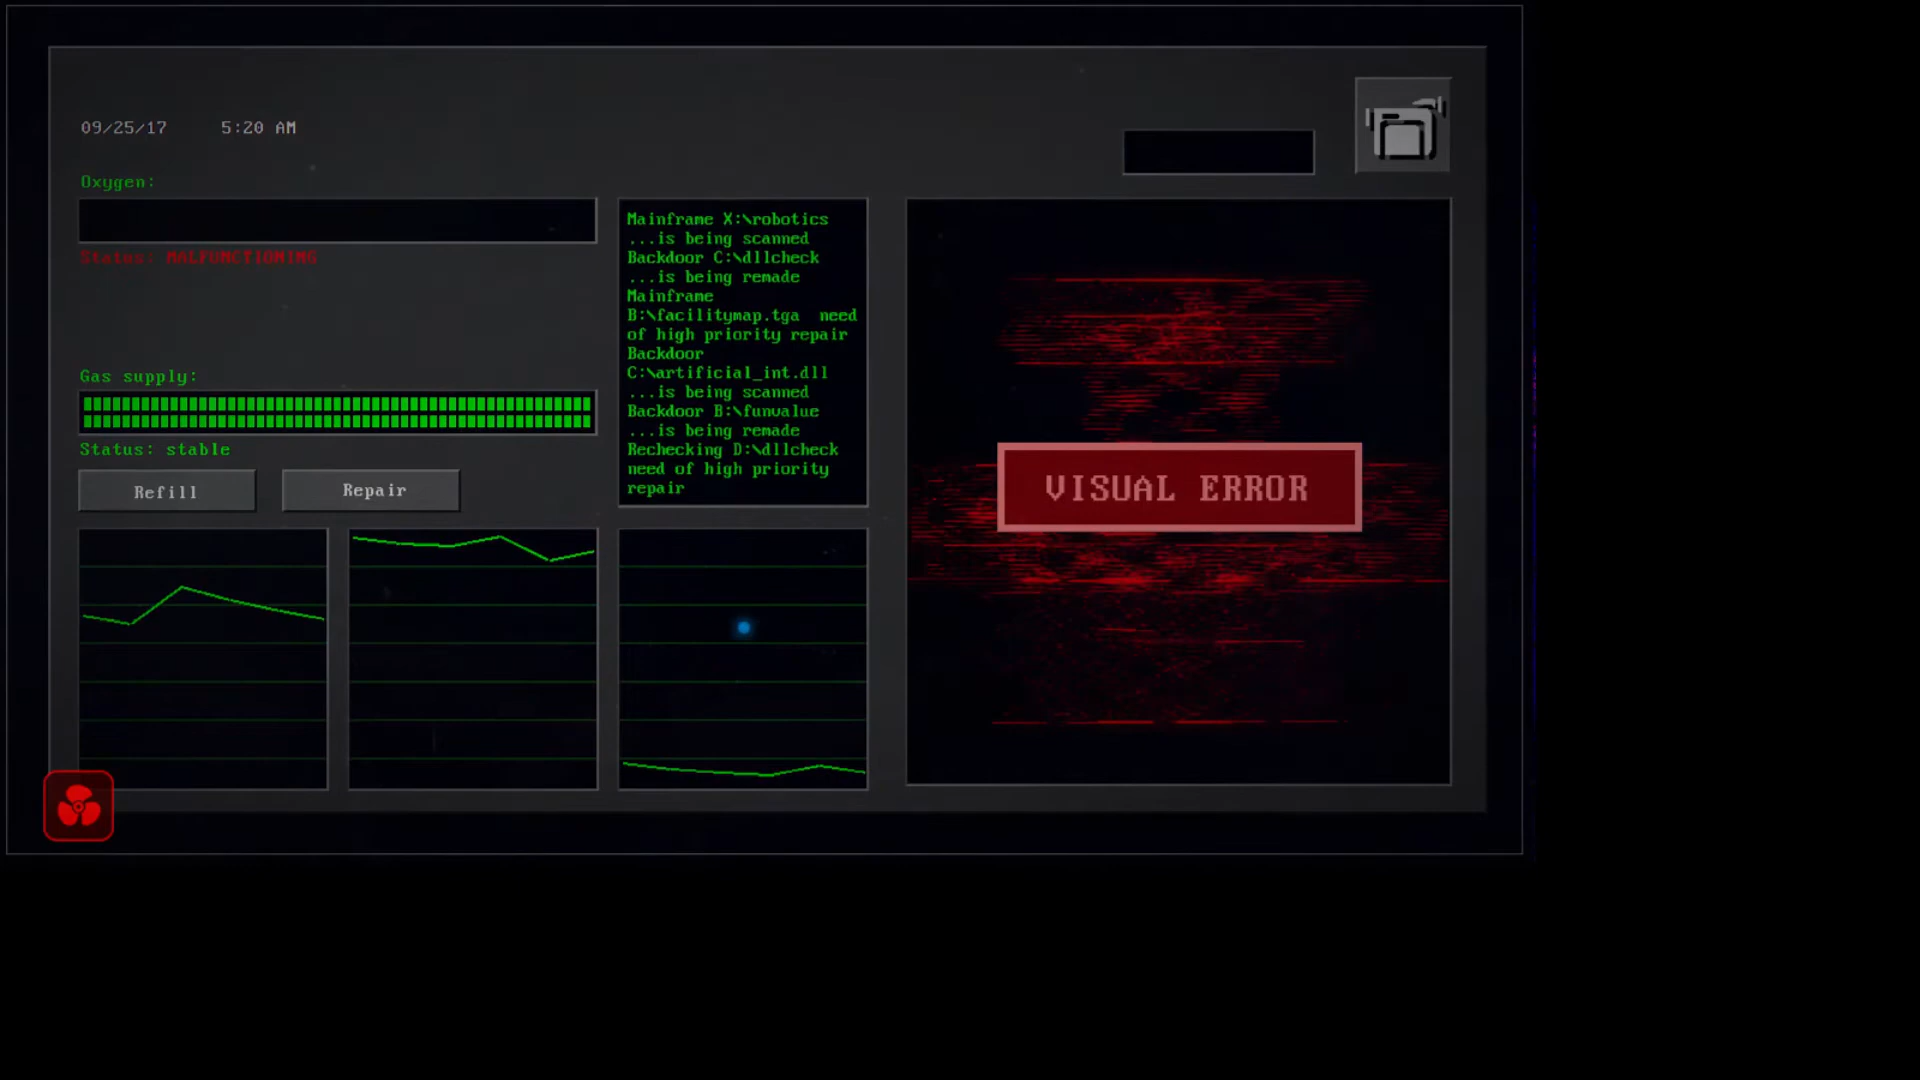 09/25/17 5:20 AM
Oxygen:
Status: MALFUNCTIONING
Gas supply:
Status: stable
Refill
Repair
Mainframe X:\robotics
...is being scanned
Backdoor C:\dllcheck
...is being remade
Mainframe
B:\facilitymap.tga need
of high priority repair
Backdoor
C:\artificial_int.dll
...is being scanned
Backdoor B:\funvalue
...is being remade
Rechecking D:\dllcheck
need of high priority
repair
VISUAL ERROR